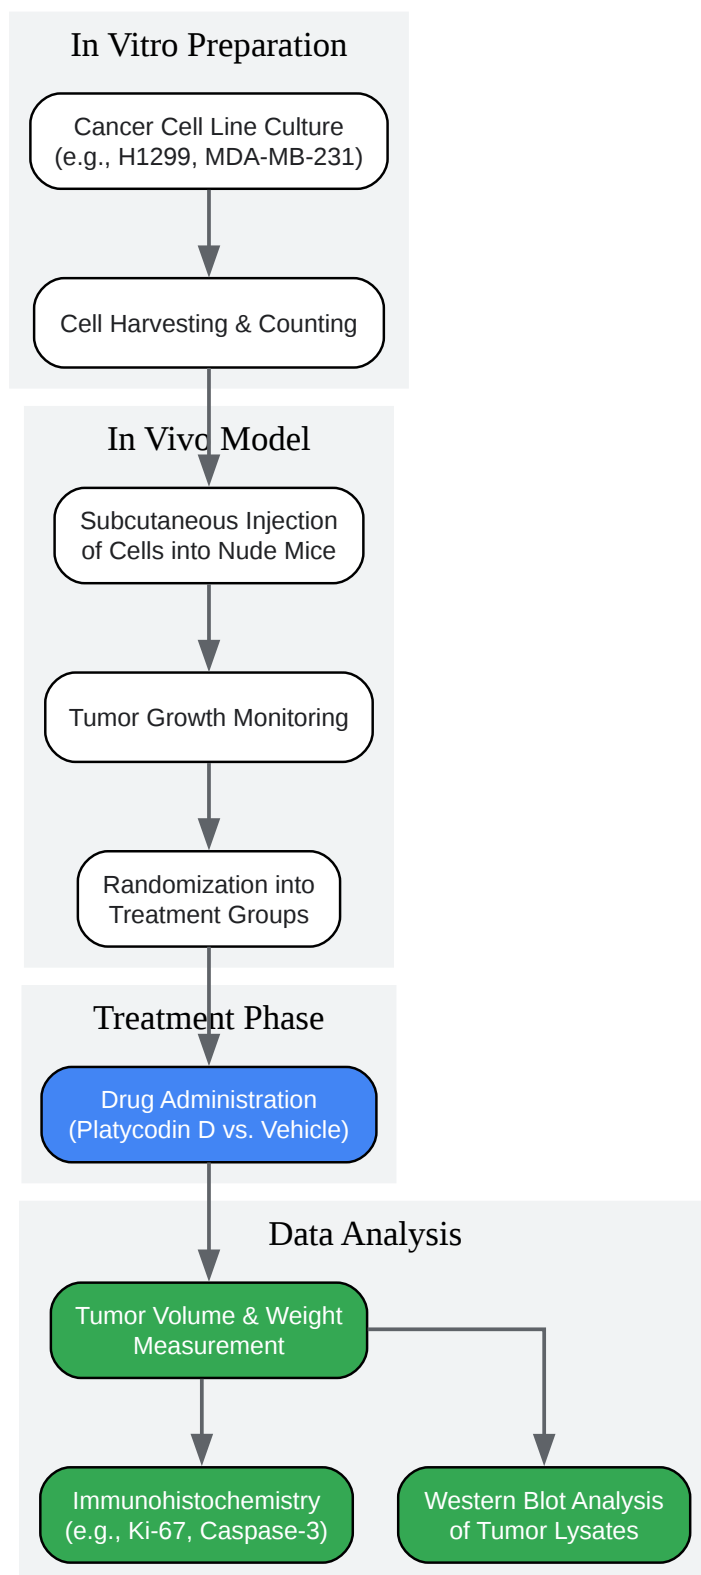 In Vitro Preparation
Cancer Cell Line Culture
(e.g., H1299, MDA-MB-231)
Cell Harvesting & Counting
In Vivo Model
Subcutaneous Injection
of Cells into Nude Mice
Tumor Growth Monitoring
Randomization into
Treatment Groups
Treatment Phase
Drug Administration
(Platycodin D vs. Vehicle)
Data Analysis
Tumor Volume & Weight
Measurement
Immunohistochemistry
(e.g., Ki-67, Caspase-3)
Western Blot Analysis
of Tumor Lysates